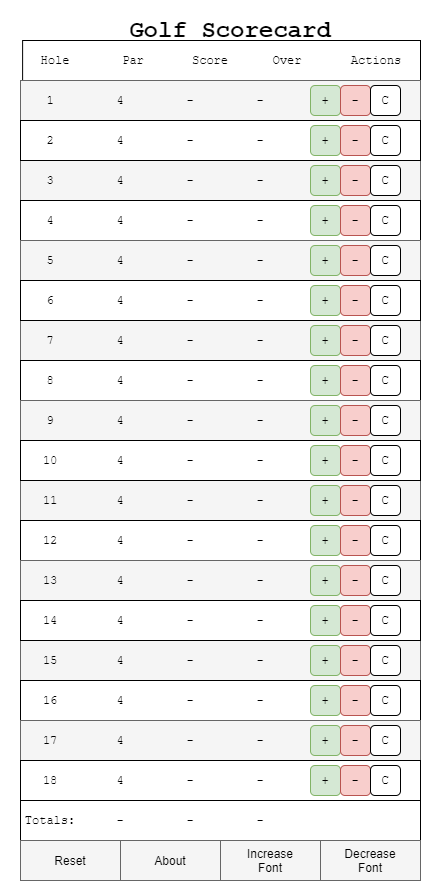 Golf Scorecard
Hole Par Score Over Actions
1 4 - - + - C
2 4 - - + - C
3 4 - - + - C
4 4 - - + - C
5 4 - - + - C
6 4 - - + - C
7 4 - - + - C
8 4 - - + - C
9 4 - - + - C
10 4 - - + - C
11 4 - - + - C
12 4 - - + - C
13 4 - - + - C
14 4 - - + - C
15 4 - - + - C
16 4 - - + - C
17 4 - - + - C
18 4 - - + - C
Totals: - - -
Reset About Increase Font Decrease Font